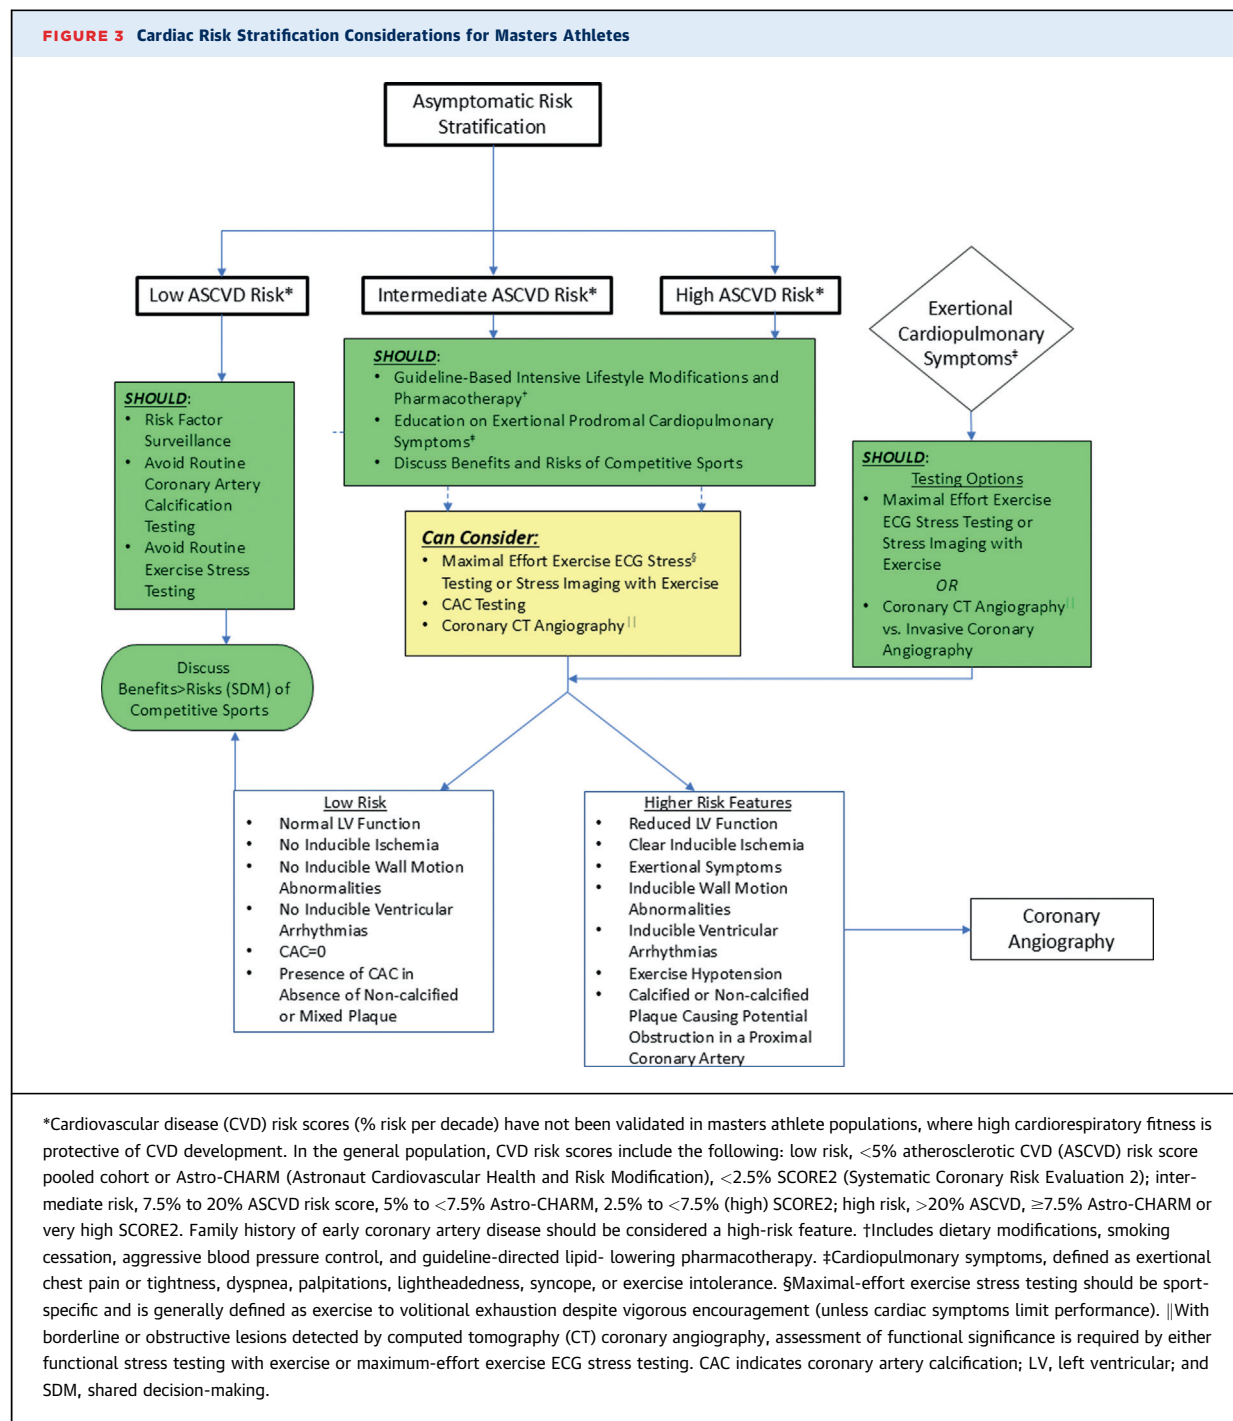 FIGURE 3 Cardiac Risk Stratification Considerations for Masters Athletes
Asymptomatic Risk
Stratification
Low ASCVD Risk*
Intermediate ASCVD Risk*
High ASCVD Risk*
Exertional
Cardiopulmonary
Symptoms‡
SHOULD:
• Risk Factor
Surveillance
• Avoid Routine
Coronary Artery
Calcification
Testing
• Avoid Routine
Exercise Stress
Testing
SHOULD:
• Guideline-Based Intensive Lifestyle Modifications and
Pharmacotherapy†
• Education on Exertional Prodromal Cardiopulmonary
Symptoms‡
• Discuss Benefits and Risks of Competitive Sports
SHOULD:
Testing Options
• Maximal Effort Exercise
ECG Stress Testing or
Stress Imaging with
Exercise
OR
• Coronary CT Angiography||
vs. Invasive Coronary
Angiography
Can Consider:
• Maximal Effort Exercise ECG Stress§
Testing or Stress Imaging with Exercise
• CAC Testing
• Coronary CT Angiography||
Discuss
Benefits>Risks (SDM) of
Competitive Sports
Low Risk
• Normal LV Function
• No Inducible Ischemia
• No Inducible Wall Motion
Abnormalities
• No Inducible Ventricular
Arrhythmias
• CAC=0
• Presence of CAC in
Absence of Non-calcified
or Mixed Plaque
Higher Risk Features
• Reduced LV Function
• Clear Inducible Ischemia
• Exertional Symptoms
• Inducible Wall Motion
Abnormalities
• Inducible Ventricular
Arrhythmias
• Exercise Hypotension
• Calcified or Non-calcified
Plaque Causing Potential
Obstruction in a Proximal
Coronary Artery
Coronary
Angiography
*Cardiovascular disease (CVD) risk scores (% risk per decade) have not been validated in masters athlete populations, where high cardiorespiratory fitness is
protective of CVD development. In the general population, CVD risk scores include the following: low risk, <5% atherosclerotic CVD (ASCVD) risk score
pooled cohort or Astro-CHARM (Astronaut Cardiovascular Health and Risk Modification), <2.5% SCORE2 (Systematic Coronary Risk Evaluation 2); inter-
mediate risk, 7.5% to 20% ASCVD risk score, 5% to <7.5% Astro-CHARM, 2.5% to <7.5% (high) SCORE2; high risk, >20% ASCVD, ≥7.5% Astro-CHARM or
very high SCORE2. Family history of early coronary artery disease should be considered a high-risk feature. †Includes dietary modifications, smoking
cessation, aggressive blood pressure control, and guideline-directed lipid- lowering pharmacotherapy. ‡Cardiopulmonary symptoms, defined as exertional
chest pain or tightness, dyspnea, palpitations, lightheadedness, syncope, or exercise intolerance. §Maximal-effort exercise stress testing should be sport-
specific and is generally defined as exercise to volitional exhaustion despite vigorous encouragement (unless cardiac symptoms limit performance). ||With
borderline or obstructive lesions detected by computed tomography (CT) coronary angiography, assessment of functional significance is required by either
functional stress testing with exercise or maximum-effort exercise ECG stress testing. CAC indicates coronary artery calcification; LV, left ventricular; and
SDM, shared decision-making.